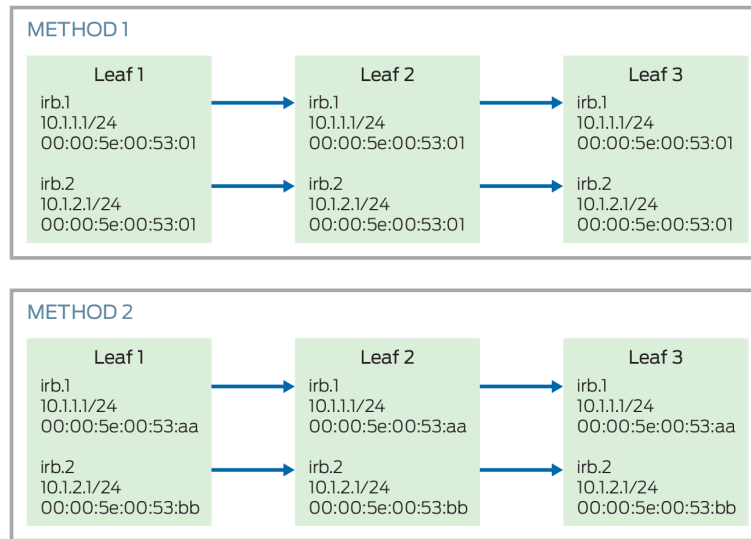 METHOD 1
Leaf 1
irb.1
10.1.1.1/24
00:00:5e:00:53:01
irb.2
10.1.2.1/24
00:00:5e:00:53:01
Leaf 2
irb.1
10.1.1.1/24
00:00:5e:00:53:01
irb.2
10.1.2.1/24
00:00:5e:00:53:01
Leaf 3
irb.1
10.1.1.1/24
00:00:5e:00:53:01
irb.2
10.1.2.1/24
00:00:5e:00:53:01
METHOD 2
Leaf 1
irb.1
10.1.1.1/24
00:00:5e:00:53:aa
irb.2
10.1.2.1/24
00:00:5e:00:53:bb
Leaf 2
irb.1
10.1.1.1/24
00:00:5e:00:53:aa
irb.2
10.1.2.1/24
00:00:5e:00:53:bb
Leaf 3
irb.1
10.1.1.1/24
00:00:5e:00:53:aa
irb.2
10.1.2.1/24
00:00:5e:00:53:bb